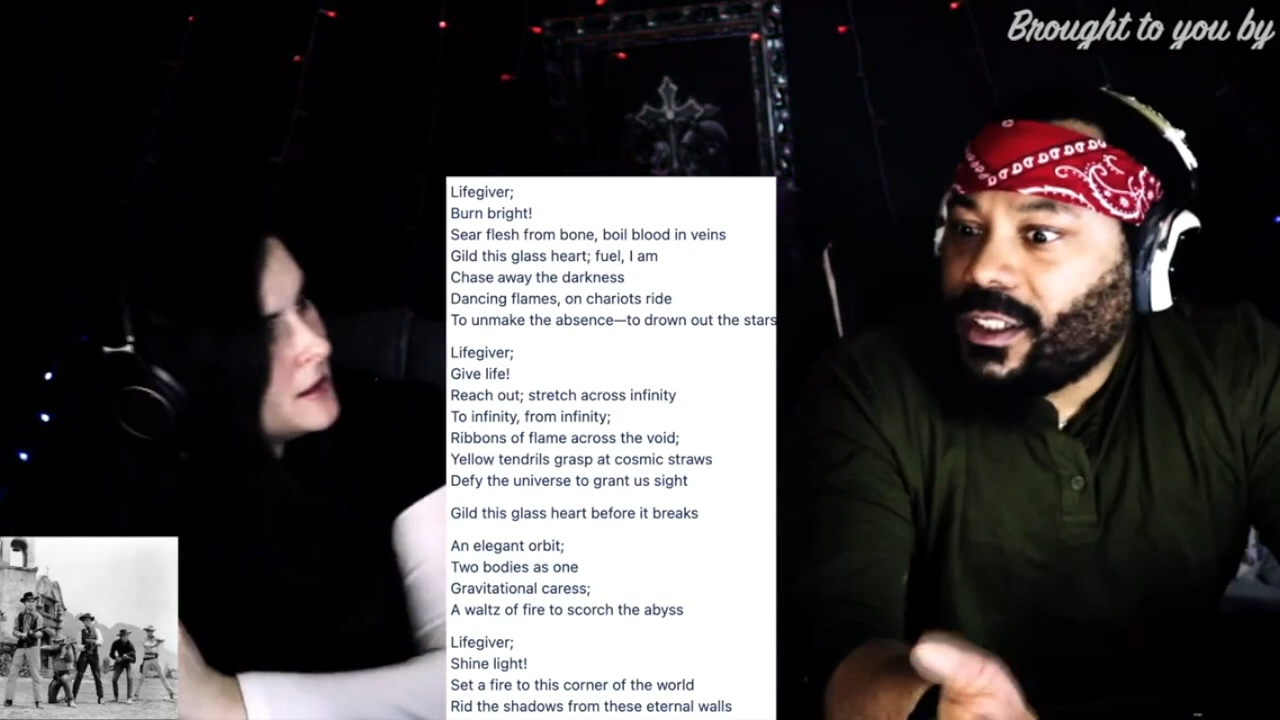 Brought to you by
Lifegiver;
Burn bright!
Sear flesh from bone, boil blood in veins
Gild this glass heart; fuel, I am
Chase away the darkness
Dancing flames, on chariots ride
To unmake the absence—to drown out the stars
Lifegiver;
Give life!
Reach out; stretch across infinity
To infinity, from infinity;
Ribbons of flame across the void;
Yellow tendrils grasp at cosmic straws
Defy the universe to grant us sight
Gild this glass heart before it breaks
An elegant orbit;
Two bodies as one
Gravitational caress;
A waltz of fire to scorch the abyss
Lifegiver;
Shine light!
Set a fire to this corner of the world
Rid the shadows from these eternal walls